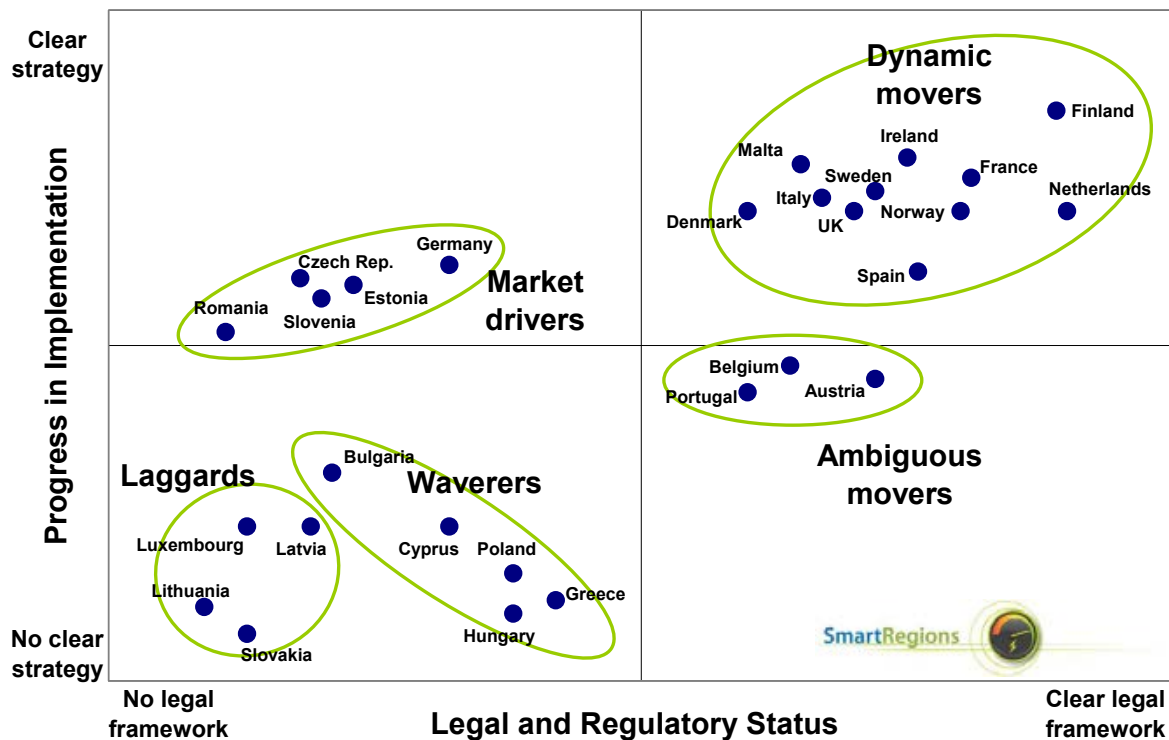 Clear
strategy
Dynamic
movers
Finland
Ireland
Malta
France
Sweden
Italy
Netherlands
Denmark
UK
Norway
Spain
Germany
Czech Rep.
Market
drivers
Romania
Estonia
Slovenia
Progress in Implementation
Belgium
Portugal
Austria
Ambiguous
movers
Bulgaria
Laggards
Waverers
Luxembourg
Latvia
Cyprus
Poland
Lithuania
Greece
Hungary
Slovakia
SmartRegions
No clear
strategy
No legal
framework
Legal and Regulatory Status
Clear legal
framework